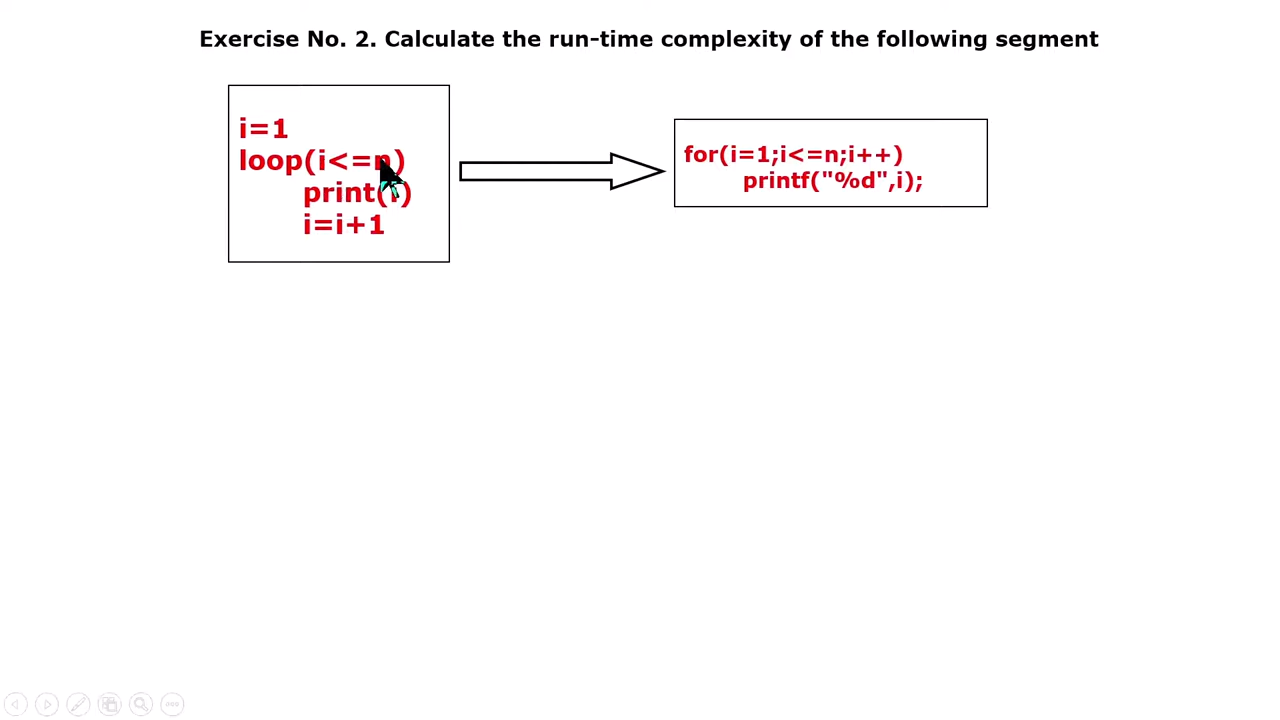 Exercise No. 2. Calculate the run-time complexity of the following segment
i=1
loop(i<=n)
print(i)
i=i+1
for(i=1;i<=n;i++)
printf("%d",i);